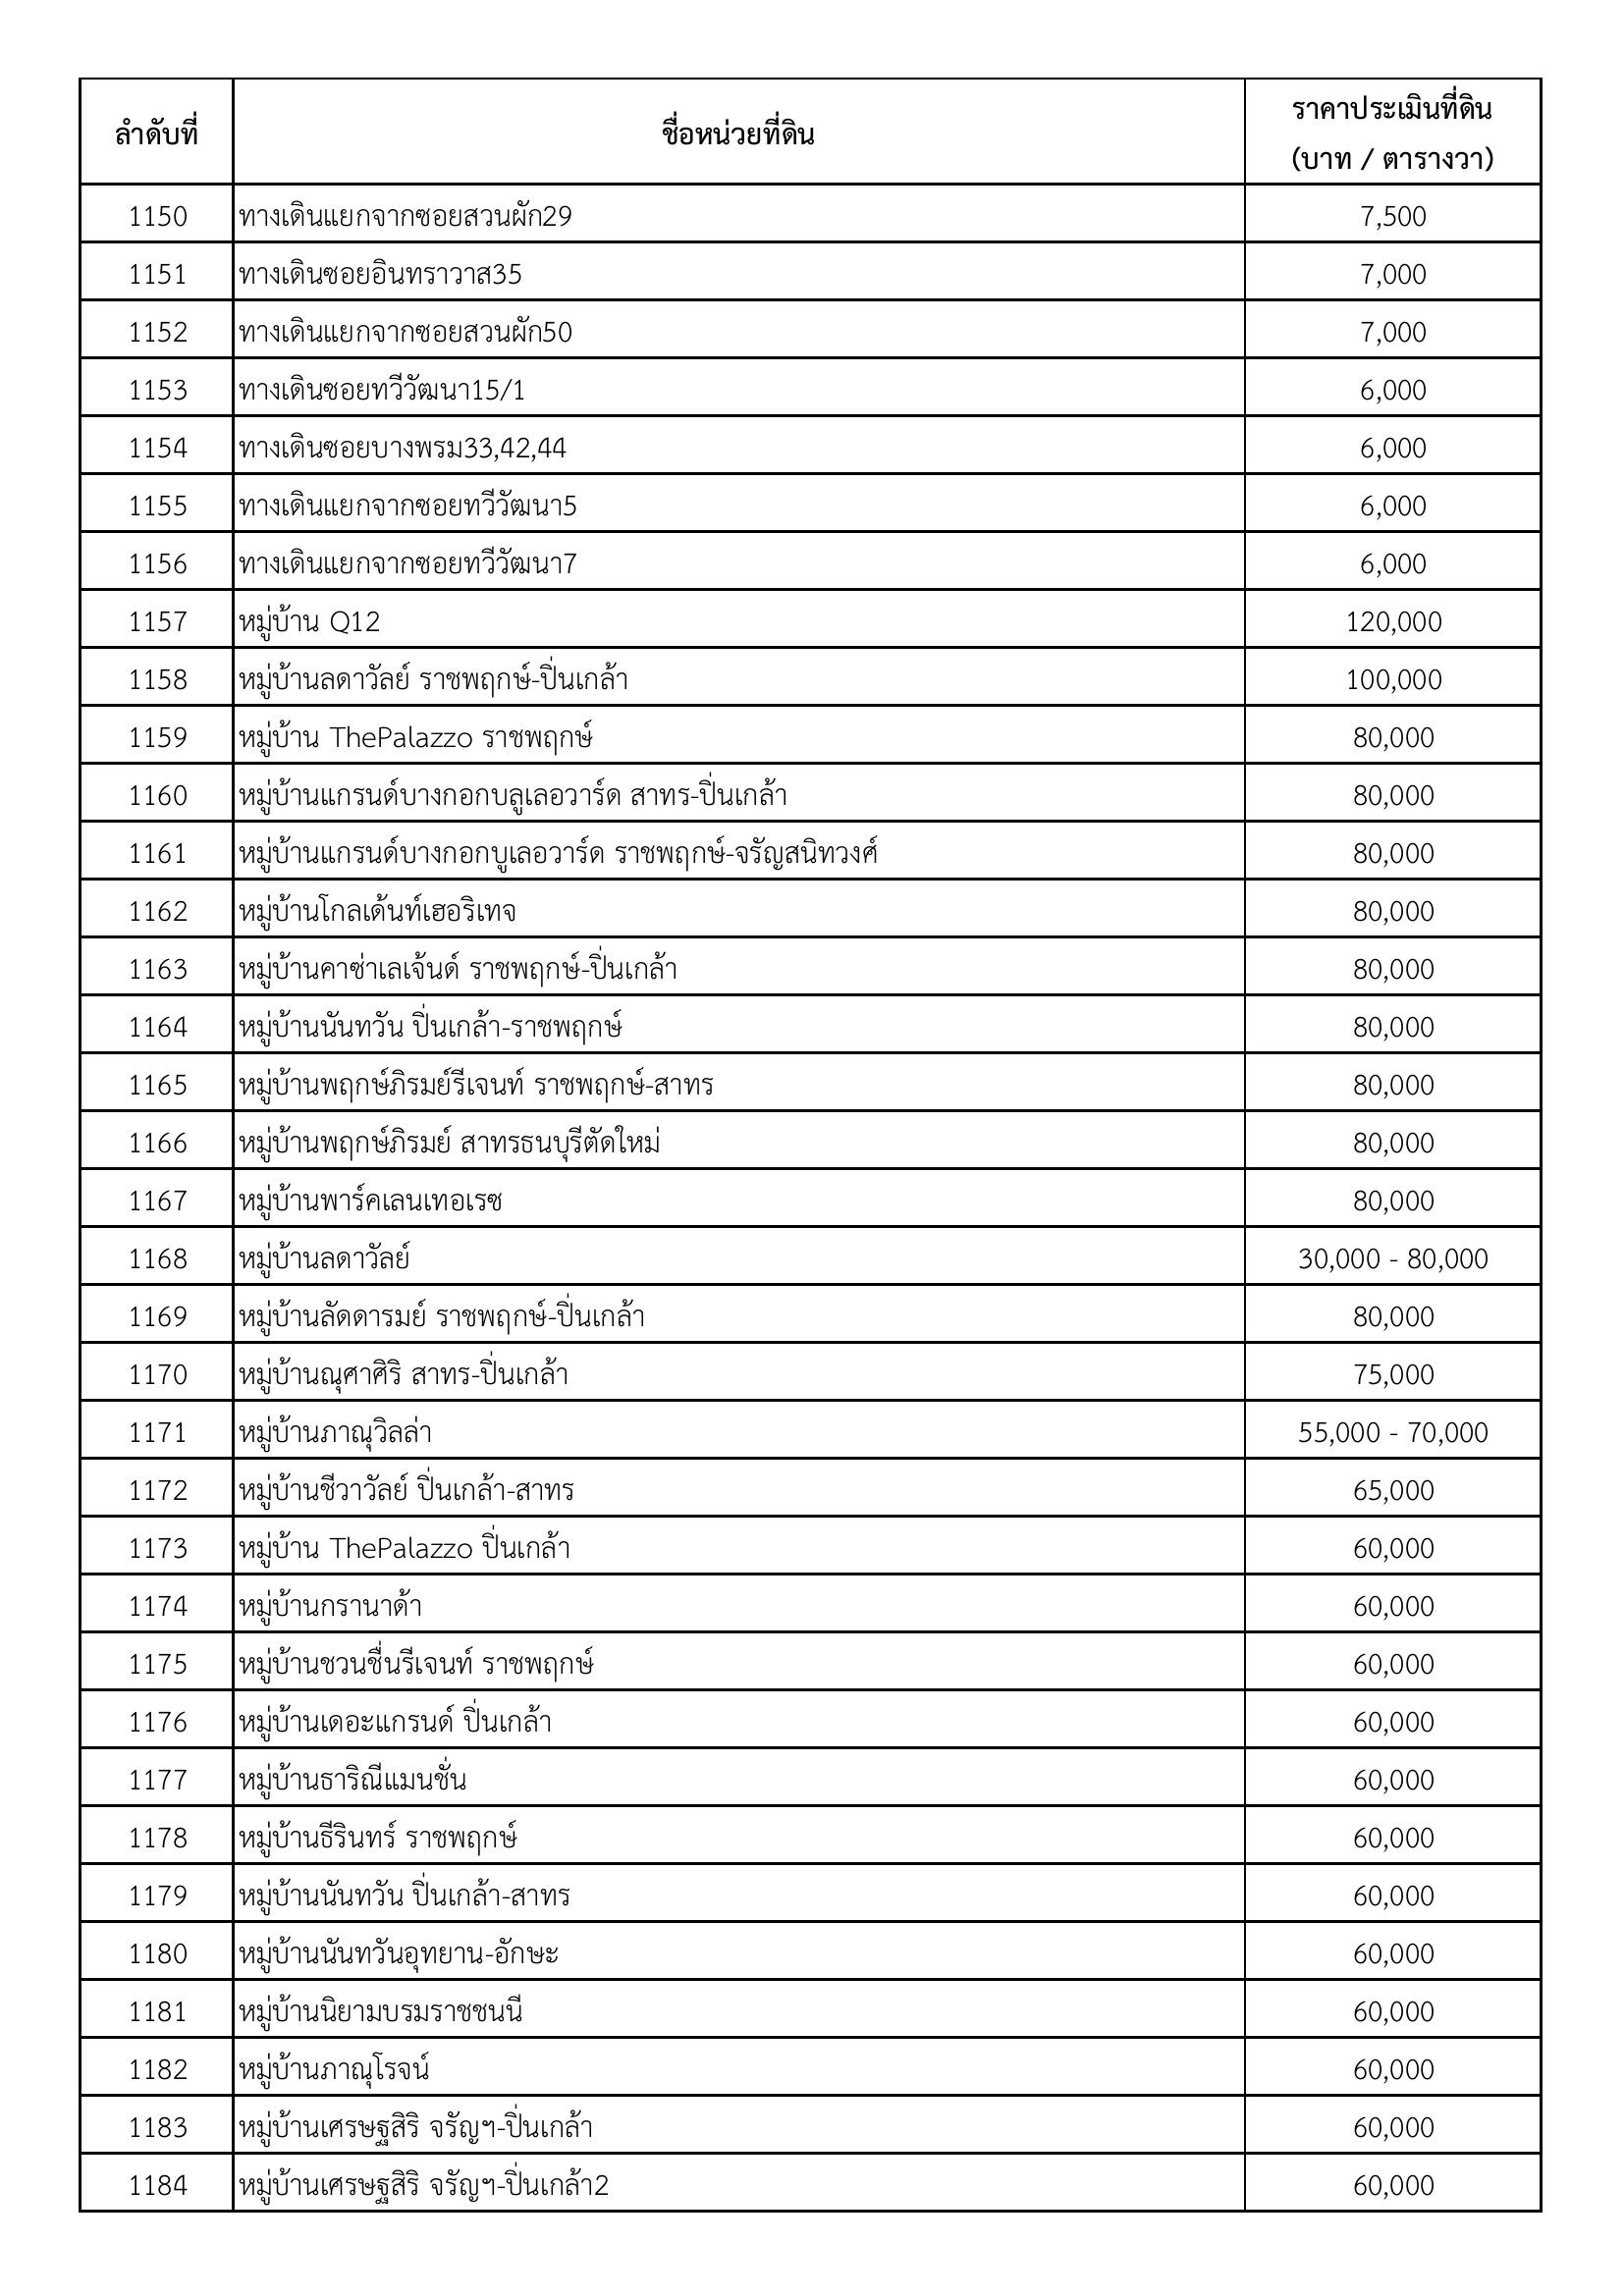 ลำดับที่ ชื่อหน่วยที่ดิน ราคาประเมินที่ดิน
(บาท / ตารางวา)
1150 ทางเดินแยกจากซอยสวนผัก29 7,500
1151 ทางเดินซอยอินทราวาส35 7,000
1152 ทางเดินแยกจากซอยสวนผัก50 7,000
1153 ทางเดินซอยทวีวัฒนา15/1 6,000
1154 ทางเดินซอยบางพรม33,42,44 6,000
1155 ทางเดินแยกจากซอยทวีวัฒนา5 6,000
1156 ทางเดินแยกจากซอยทวีวัฒนา7 6,000
1157 หมู่บ้าน Q12 120,000
1158 หมู่บ้านลดาวัลย์ ราชพฤกษ์-ปิ่นเกล้า 100,000
1159 หมู่บ้าน ThePalazzo ราชพฤกษ์ 80,000
1160 หมู่บ้านแกรนด์บางกอกบลูเลอวาร์ด สาทร-ปิ่นเกล้า 80,000
1161 หมู่บ้านแกรนด์บางกอกบูเลอวาร์ด ราชพฤกษ์-จรัญสนิทวงศ์ 80,000
1162 หมู่บ้านโกลเด้นท์เฮอริเทจ 80,000
1163 หมู่บ้านคาซ่าเลเจ้นด์ ราชพฤกษ์-ปิ่นเกล้า 80,000
1164 หมู่บ้านนันทวัน ปิ่นเกล้า-ราชพฤกษ์ 80,000
1165 หมู่บ้านพฤกษ์ภิรมย์รีเจนท์ ราชพฤกษ์-สาทร 80,000
1166 หมู่บ้านพฤกษ์ภิรมย์ สาทรธนบุรีตัดใหม่ 80,000
1167 หมู่บ้านพาร์คเลนเทอเรซ 80,000
1168 หมู่บ้านลดาวัลย์ 30,000 - 80,000
1169 หมู่บ้านลัดดารมย์ ราชพฤกษ์-ปิ่นเกล้า 80,000
1170 หมู่บ้านณุศาศิริ สาทร-ปิ่นเกล้า 75,000
1171 หมู่บ้านภาณุวิลล่า 55,000 - 70,000
1172 หมู่บ้านชีวาวัลย์ ปิ่นเกล้า-สาทร 65,000
1173 หมู่บ้าน ThePalazzo ปิ่นเกล้า 60,000
1174 หมู่บ้านกรานาด้า 60,000
1175 หมู่บ้านชวนชื่นรีเจนท์ ราชพฤกษ์ 60,000
1176 หมู่บ้านเดอะแกรนด์ ปิ่นเกล้า 60,000
1177 หมู่บ้านธาริณีแมนชั่น 60,000
1178 หมู่บ้านธีรินทร์ ราชพฤกษ์ 60,000
1179 หมู่บ้านนันทวัน ปิ่นเกล้า-สาทร 60,000
1180 หมู่บ้านนันทวันอุทยาน-อักษะ 60,000
1181 หมู่บ้านนิยามบรมราชชนนี 60,000
1182 หมู่บ้านภาณุโรจน์ 60,000
1183 หมู่บ้านเศรษฐสิริ จรัญฯ-ปิ่นเกล้า 60,000
1184 หมู่บ้านเศรษฐสิริ จรัญฯ-ปิ่นเกล้า2 60,000